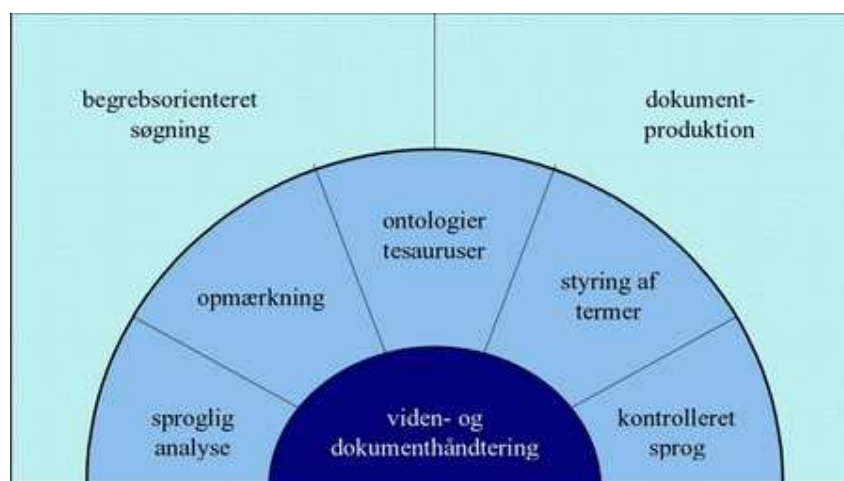 begrebsorienteret
søgning
dokument-
produktion
ontologier
tesauruser
opmærkning
styring af
termer
sproglig
analyse
viden- og
dokumenthåndtering
kontrolleret
sprog